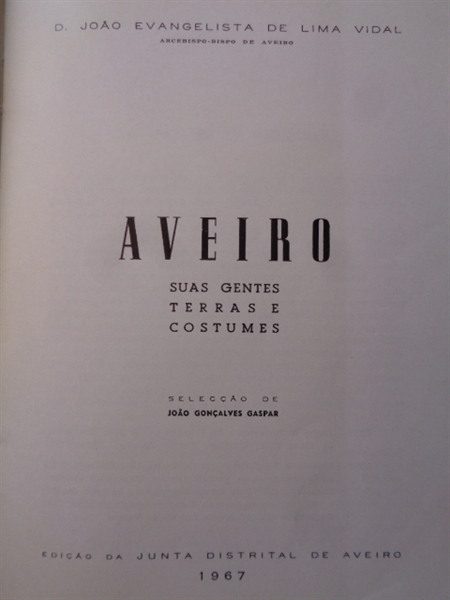 D. JOÃO EVANGELISTA DE LIMA VIDAL
ARCEBISPO-BISPO DE AVEIRO
AVEIRO
SUAS GENTES
TERRAS E
COSTUMES
SELECÇÃO DE
JOÃO GONÇALVES GASPAR
EDIÇÃO DA JUNTA DISTRITAL DE AVEIRO
1967